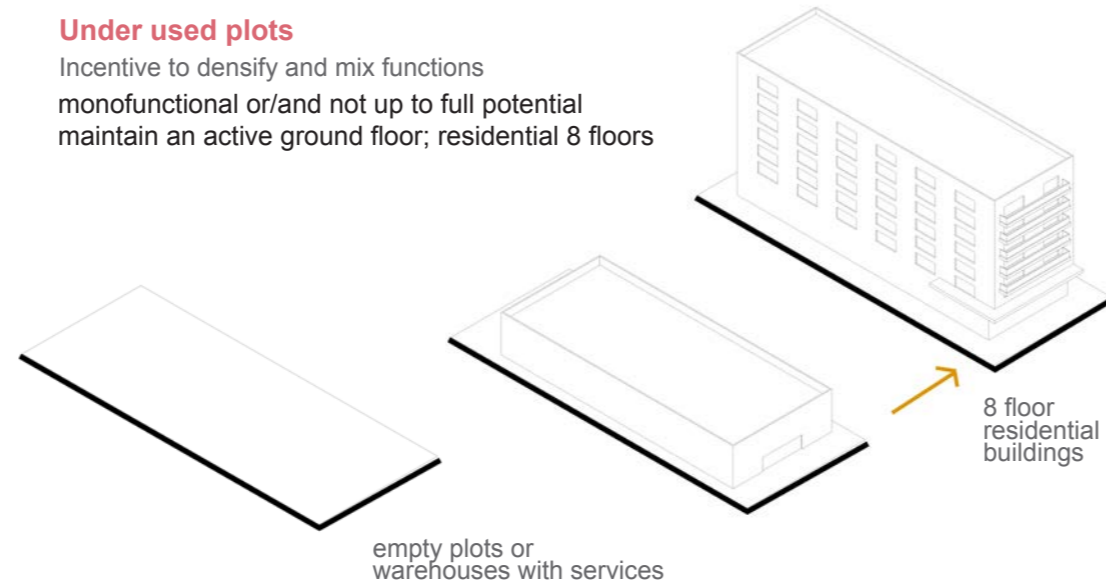 Under used plots
Incentive to densify and mix functions
monofunctional or/and not up to full potential
maintain an active ground floor; residential 8 floors
8 floor
residential
buildings
empty plots or
warehouses with services